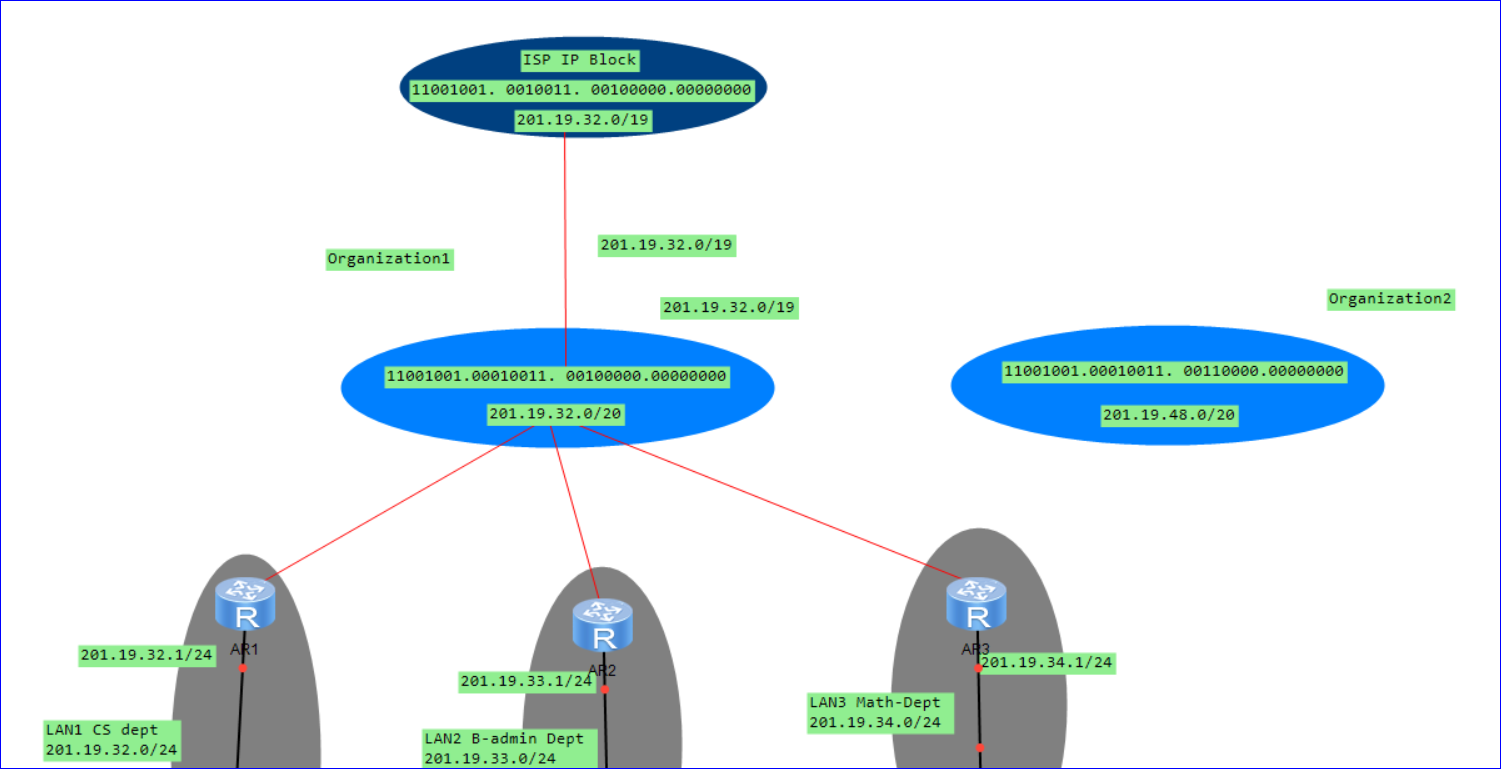 ISP IP Block
11001001. 0010011. 00100000.00000000
201.19.32.0/19
201.19.32.0/19
Organization1
201.19.32.0/19
Organization2
11001001.00010011. 00100000.00000000
201.19.32.0/20
11001001.00010011. 00110000.00000000
201.19.48.0/20
R
AR1
201.19.32.1/24
LAN1 CS dept
201.19.32.0/24
R
AR2
201.19.33.1/24
LAN2 B-admin Dept
201.19.33.0/24
R
AR3
201.19.34.1/24
LAN3 Math-Dept
201.19.34.0/24